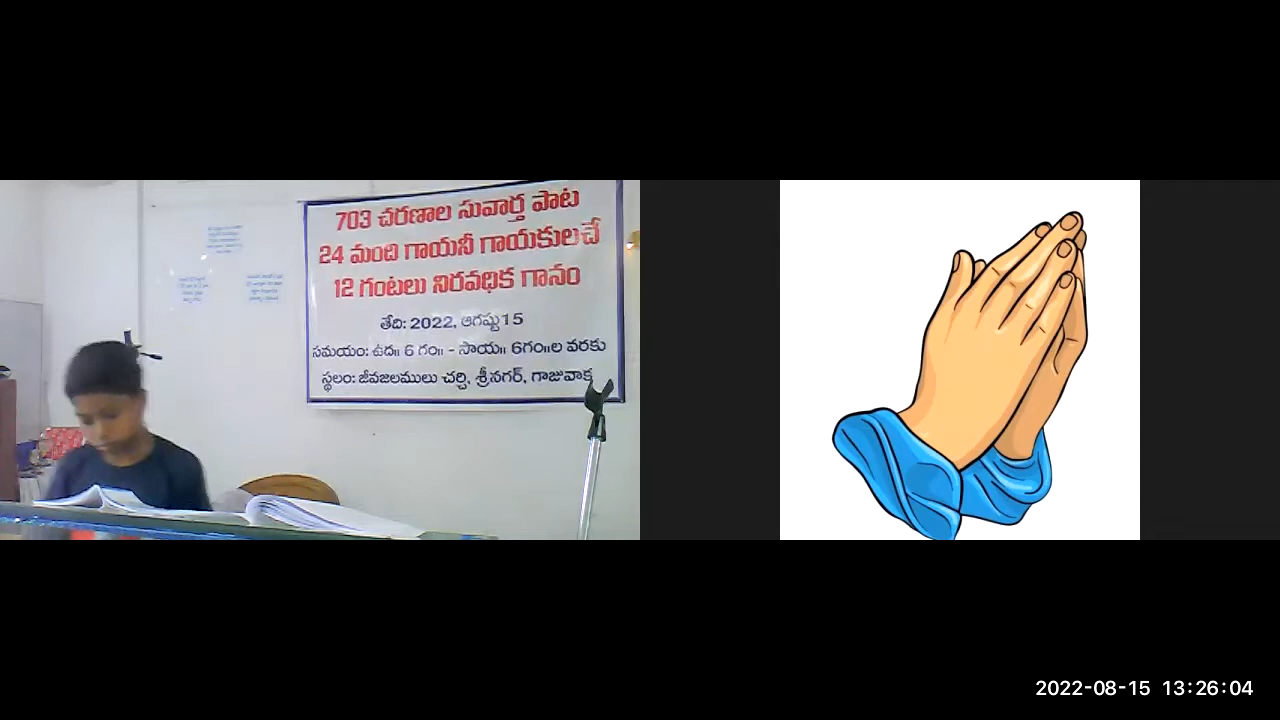 703 చరణాల సువార్త పాట
24 మంది గాయనీ గాయకులచే
12 గంటలు నిరవధిక గానం
తేది: 2022, ఆగష్టు 15
సమయం: ఉద॥ 6 గం॥ - సాయ॥ 6గం॥ల వరకు
స్థలం: జీవజలములు చర్చి, శ్రీనగర్, గాజువాక
2022-08-15 13:26:04